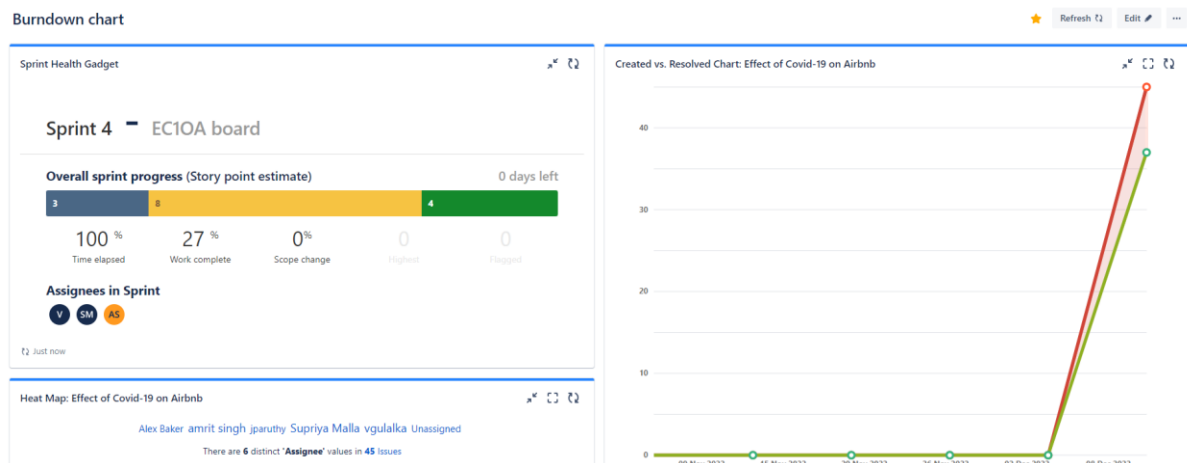 Burndown chart
Refresh
Edit
Sprint Health Gadget
Sprint 4 - EC1OA board
Overall sprint progress (Story point estimate)
0 days left
3 8 4
100 % 27 % 0% 0 0
Time elapsed Work complete Scope change Highest Flagged
Assignees in Sprint
V SM AS
Just now
Heat Map: Effect of Covid-19 on Airbnb
Alex Baker amrit singh jparuthy Supriya Malla vgulalka Unassigned
There are 6 distinct 'Assignee' values in 45 Issues
Created vs. Resolved Chart: Effect of Covid-19 on Airbnb
40
30
20
10
0